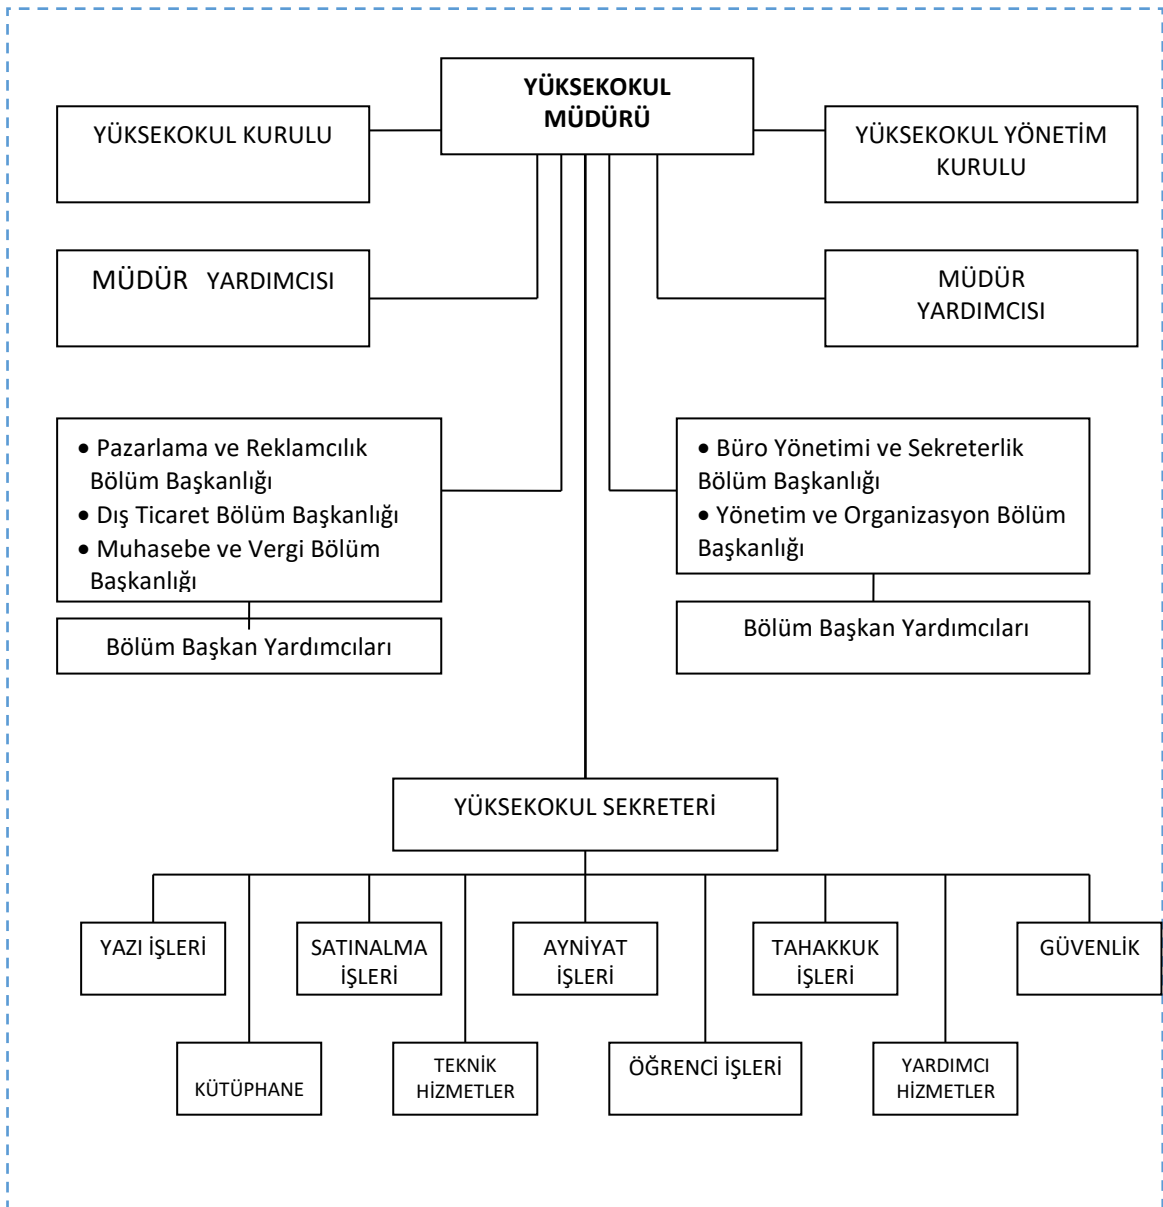 YÜKSEKOKUL
MÜDÜRÜ
YÜKSEKOKUL KURULU
YÜKSEKOKUL YÖNETİM
KURULU
MÜDÜR YARDIMCISI
MÜDÜR
YARDIMCISI
• Pazarlama ve Reklamcılık
Bölüm Başkanlığı
• Dış Ticaret Bölüm Başkanlığı
• Muhasebe ve Vergi Bölüm
Başkanlığı
• Büro Yönetimi ve Sekreterlik
Bölüm Başkanlığı
• Yönetim ve Organizasyon Bölüm
Başkanlığı
Bölüm Başkan Yardımcıları
Bölüm Başkan Yardımcıları
YÜKSEKOKUL SEKRETERİ
YAZI İŞLERİ
SATINALMA
İŞLERİ
AYNİYAT
İŞLERİ
TAHAKKUK
İŞLERİ
GÜVENLİK
KÜTÜPHANE
TEKNİK
HİZMETLER
ÖĞRENCİ İŞLERİ
YARDIMCI
HİZMETLER